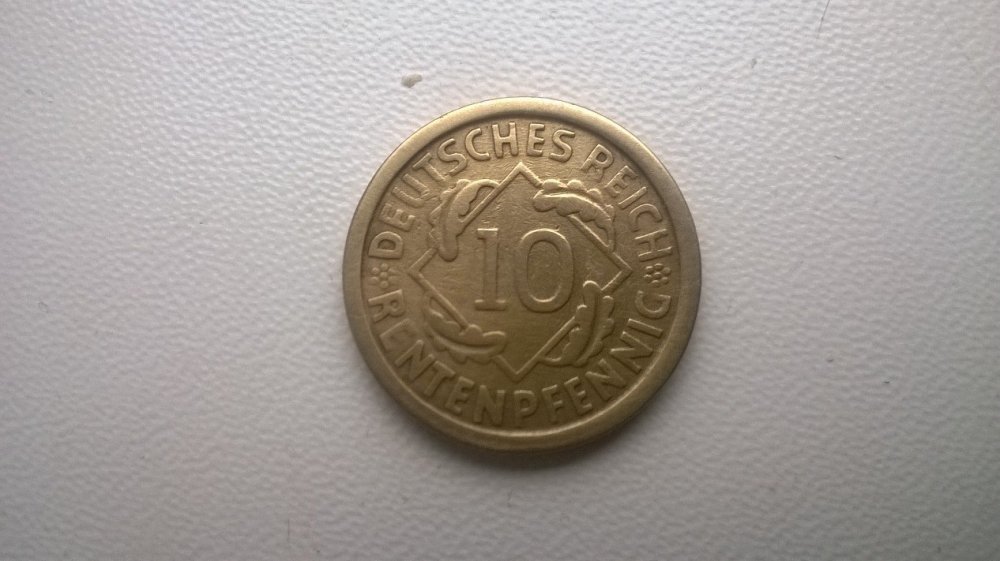 DEUTSCHES REICH
10
RENTENPFENNIG